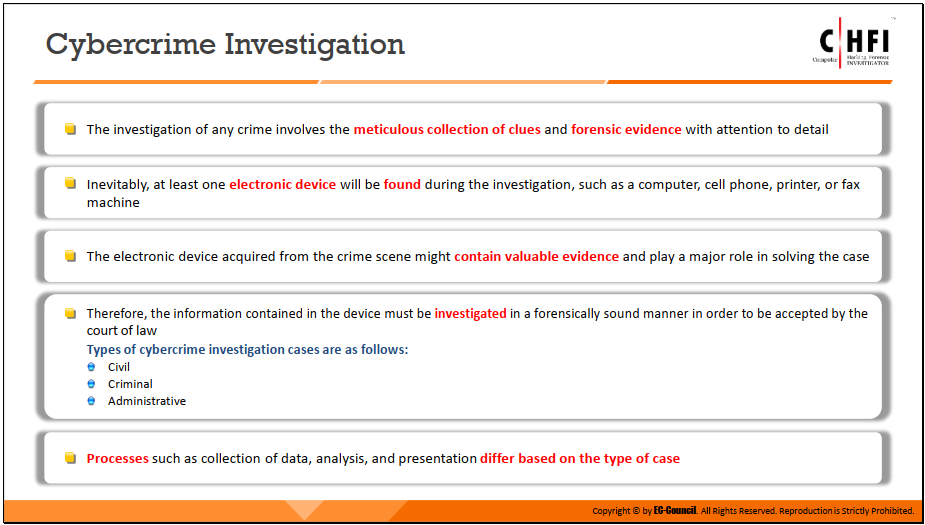 Cybercrime Investigation
CHFI
Computer Hacking Forensic
INVESTIGATOR
The investigation of any crime involves the meticulous collection of clues and forensic evidence with attention to detail
Inevitably, at least one electronic device will be found during the investigation, such as a computer, cell phone, printer, or fax
machine
The electronic device acquired from the crime scene might contain valuable evidence and play a major role in solving the case
Therefore, the information contained in the device must be investigated in a forensically sound manner in order to be accepted by the
court of law
Types of cybercrime investigation cases are as follows:
Civil
Criminal
Administrative
Processes such as collection of data, analysis, and presentation differ based on the type of case
Copyright © by EC-Council. All Rights Reserved. Reproduction is Strictly Prohibited.